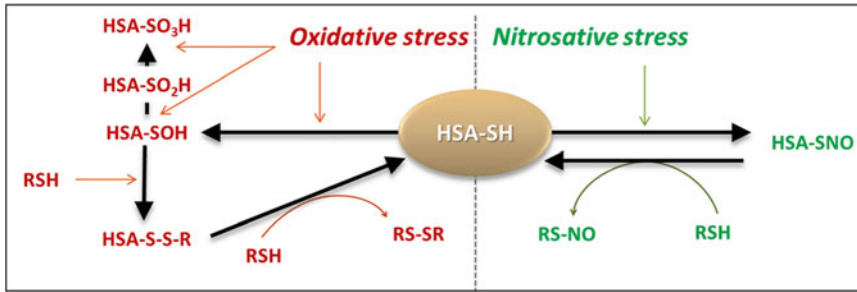 HSA-SO₃H
Oxidative stress
Nitrosative stress
HSA-SO₂H
HSA-SOH
HSA-SH
HSA-SNO
RSH
HSA-S-S-R
RSH
RS-SR
RS-NO
RSH